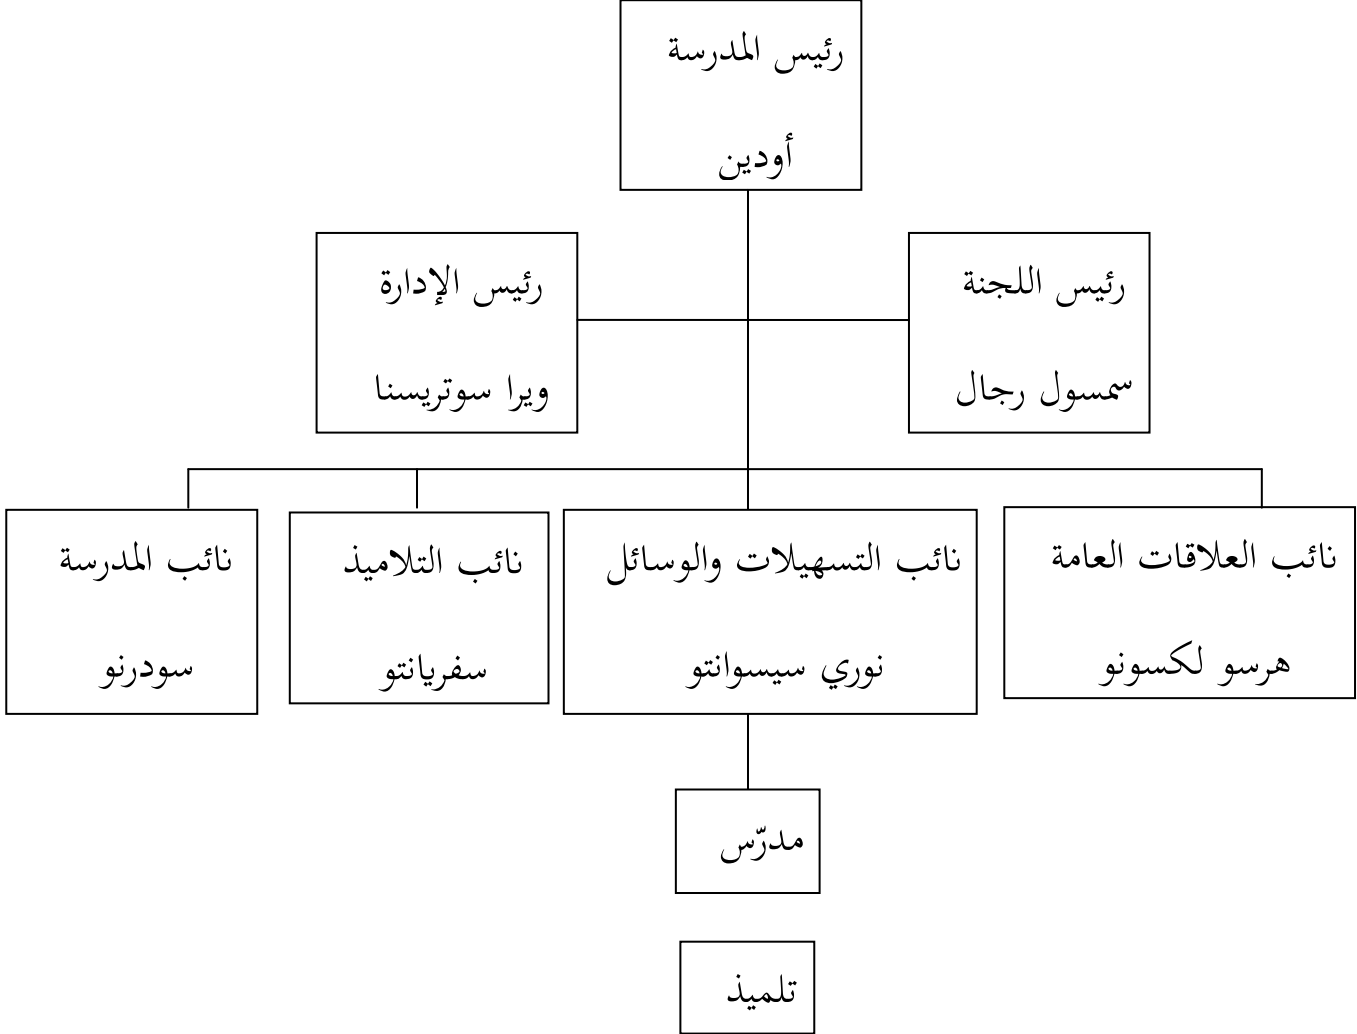 رئيس المدرسة
أودين
رئيس اللجنة
سمسول رجال
رئيس الإدارة
ويرا سوتريسنا
نائب العلاقات العامة
هرسو لكسونو
نائب التسهيلات والوسائل
نوري سيسوانتو
نائب التلاميذ
سفريانتو
نائب المدرسة
سودرنو
مدرّس
تلميذ